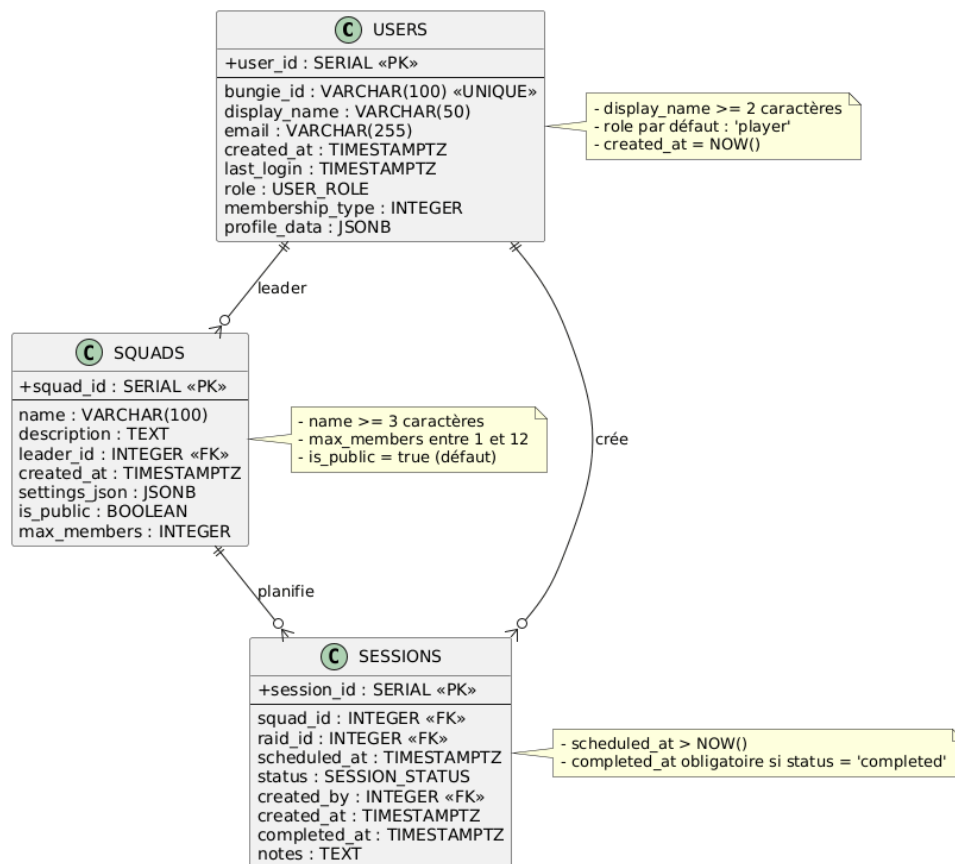 C USERS
+user_id : SERIAL «PK»
bungie_id : VARCHAR(100) «UNIQUE»
display_name : VARCHAR(50)
email : VARCHAR(255)
created_at : TIMESTAMPTZ
last_login : TIMESTAMPTZ
role : USER_ROLE
membership_type : INTEGER
profile_data : JSONB
- display_name >= 2 caractères
- role par défaut : 'player'
- created_at = NOW()
leader
C SQUADS
+squad_id : SERIAL «PK»
name : VARCHAR(100)
description : TEXT
leader_id : INTEGER «FK»
created_at : TIMESTAMPTZ
settings_json : JSONB
is_public : BOOLEAN
max_members : INTEGER
- name >= 3 caractères
- max_members entre 1 et 12
- is_public = true (défaut)
crée
planifie
C SESSIONS
+session_id : SERIAL «PK»
squad_id : INTEGER «FK»
raid_id : INTEGER «FK»
scheduled_at : TIMESTAMPTZ
status : SESSION_STATUS
created_by : INTEGER «FK»
created_at : TIMESTAMPTZ
completed_at : TIMESTAMPTZ
notes : TEXT
- scheduled_at > NOW()
- completed_at obligatoire si status = 'completed'